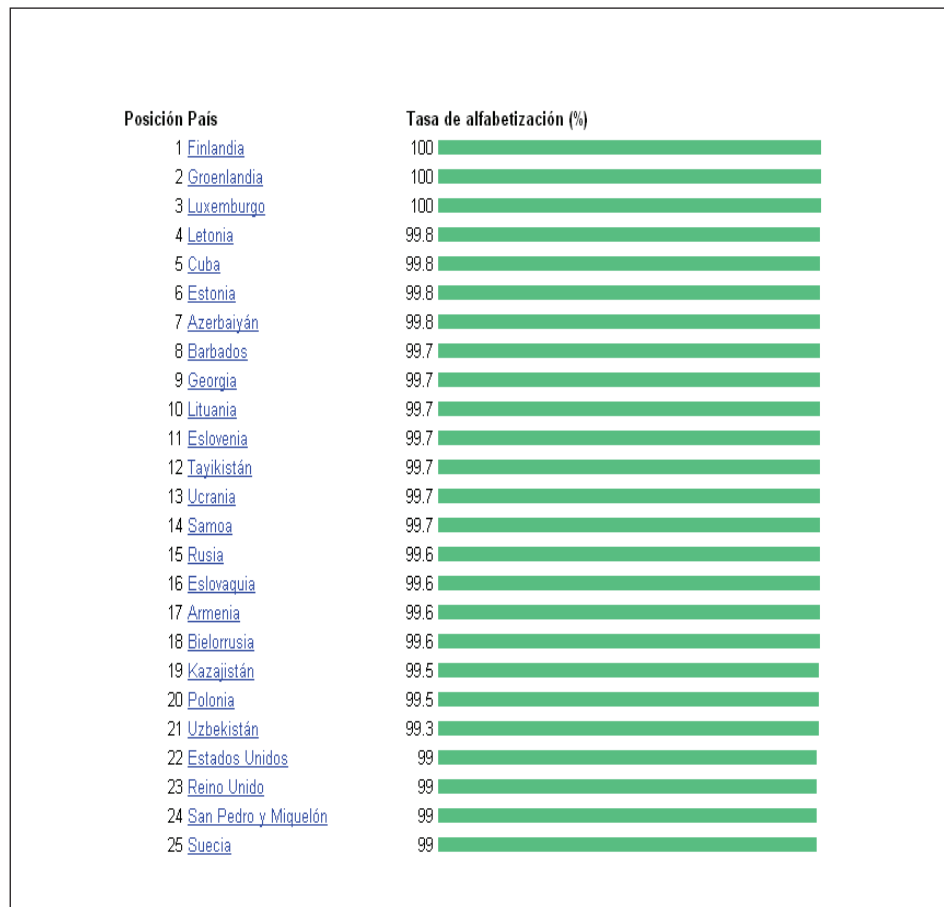 Posición País Tasa de alfabetización (%)
1 Finlandia 100
2 Groenlandia 100
3 Luxemburgo 100
4 Letonia 99.8
5 Cuba 99.8
6 Estonia 99.8
7 Azerbaiyán 99.8
8 Barbados 99.7
9 Georgia 99.7
10 Lituania 99.7
11 Eslovenia 99.7
12 Tayikistán 99.7
13 Ucrania 99.7
14 Samoa 99.7
15 Rusia 99.6
16 Eslovaquia 99.6
17 Armenia 99.6
18 Bielorrusia 99.6
19 Kazajistán 99.5
20 Polonia 99.5
21 Uzbekistán 99.3
22 Estados Unidos 99
23 Reino Unido 99
24 San Pedro y Miquelón 99
25 Suecia 99